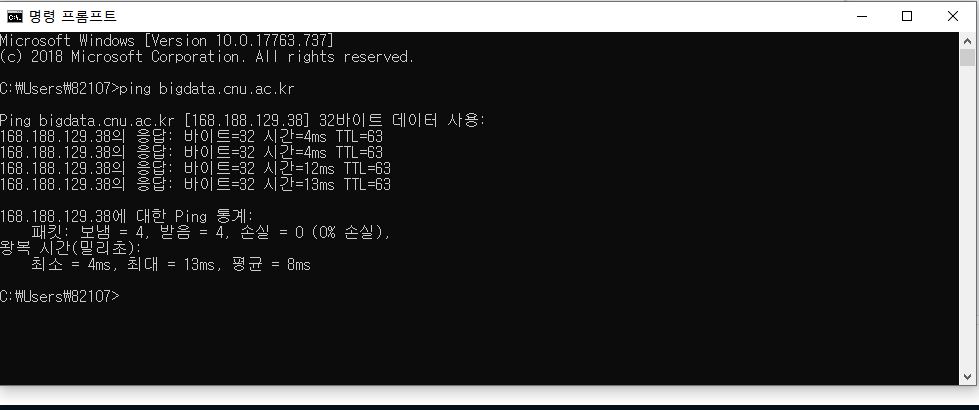 명령 프롬프트
Microsoft Windows [Version 10.0.17763.737]
(c) 2018 Microsoft Corporation. All rights reserved.
C:₩Users₩82107>ping bigdata.cnu.ac.kr
Ping bigdata.cnu.ac.kr [168.188.129.38] 32바이트 데이터 사용:
168.188.129.38의 응답: 바이트=32 시간=4ms TTL=63
168.188.129.38의 응답: 바이트=32 시간=4ms TTL=63
168.188.129.38의 응답: 바이트=32 시간=12ms TTL=63
168.188.129.38의 응답: 바이트=32 시간=13ms TTL=63
168.188.129.38에 대한 Ping 통계:
패킷: 보냄 = 4, 받음 = 4, 손실 = 0 (0% 손실),
왕복 시간(밀리초):
최소 = 4ms, 최대 = 13ms, 평균 = 8ms
C:₩Users₩82107>